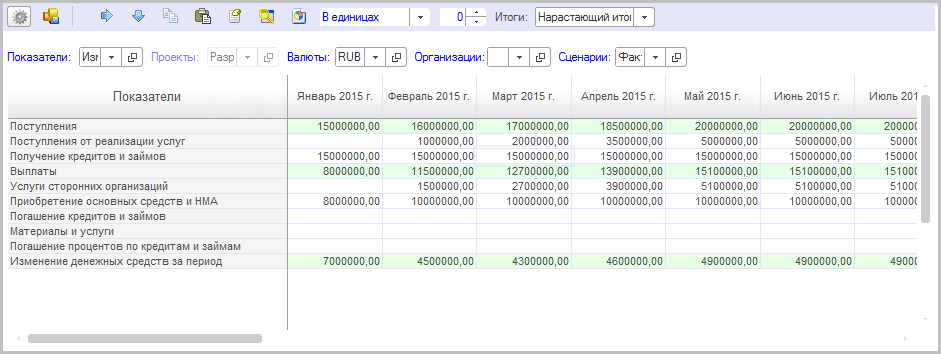 В единицах 0 Итоги: Нарастающий итог
Показатели: Изм Проекты: Разр Валюты: RUB Организации: Сценарии: Фак
Показатели Январь 2015 г. Февраль 2015 г. Март 2015 г. Апрель 2015 г. Май 2015 г. Июнь 2015 г. Июль 201
Поступления 15000000,00 16000000,00 17000000,00 18500000,00 20000000,00 20000000,00 200000
Поступления от реализации услуг 1000000,00 2000000,00 3500000,00 5000000,00 5000000,00 50000
Получение кредитов и займов 15000000,00 15000000,00 15000000,00 15000000,00 15000000,00 15000000,00 150000
Выплаты 8000000,00 11500000,00 12700000,00 13900000,00 15100000,00 15100000,00 151000
Услуги сторонних организаций 1500000,00 2700000,00 3900000,00 5100000,00 5100000,00 51000
Приобретение основных средств и НМА 8000000,00 10000000,00 10000000,00 10000000,00 10000000,00 10000000,00 100000
Погашение кредитов и займов
Материалы и услуги
Погашение процентов по кредитам и займам
Изменение денежных средств за период 7000000,00 4500000,00 4300000,00 4600000,00 4900000,00 4900000,00 49000